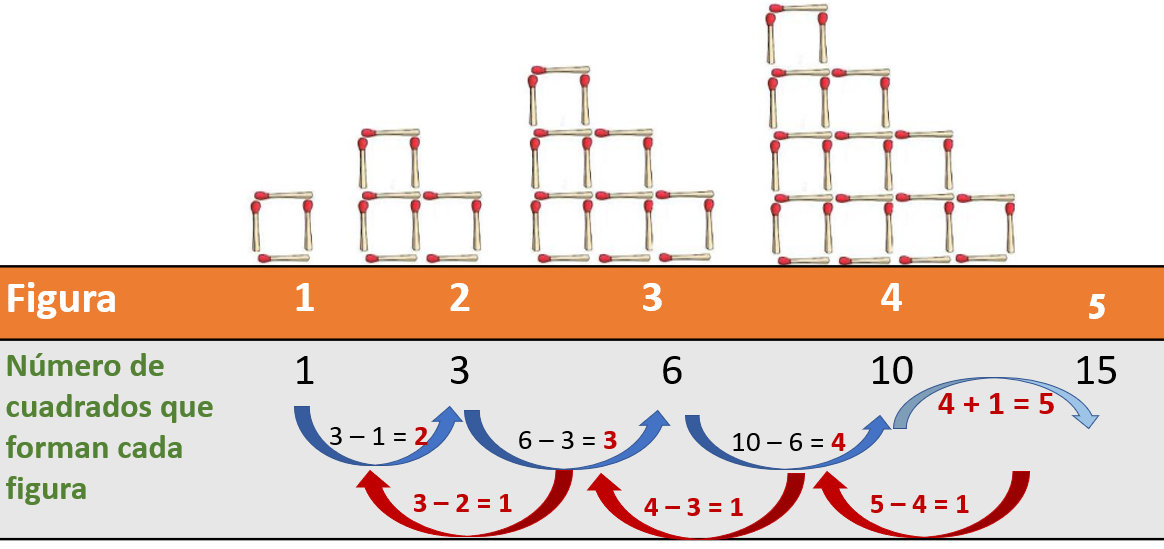 Figura 1 2 3 4 5
Número de
cuadrados que
forman cada
figura
1 3 6 10 15
3 – 1 = 2
6 – 3 = 3
10 – 6 = 4
4 + 1 = 5
3 – 2 = 1
4 – 3 = 1
5 – 4 = 1